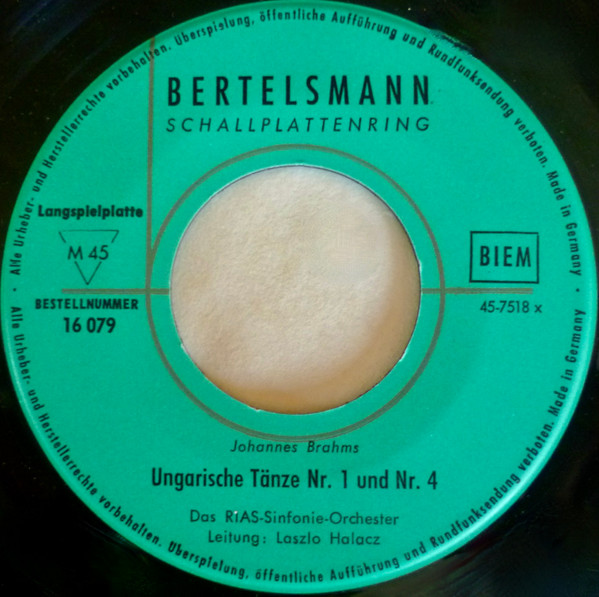 Alle Urheber- und Herstellerrechte vorbehalten. Überspielung, öffentliche Aufführung und Rundfunksendung verboten. Made in Germany
BERTELSMANN
SCHALLPLATTENRING
Langspielplatte
M 45
BIEM
BESTELLNUMMER
16 079
45-7518 x
Johannes Brahms
Ungarische Tänze Nr. 1 und Nr. 4
Das RIAS-Sinfonie-Orchester
Leitung: Laszlo Halacz
Alle Urheber- und Herstellerrechte vorbehalten. Überspielung, öffentliche Aufführung und Rundfunksendung verboten. Made in Germany